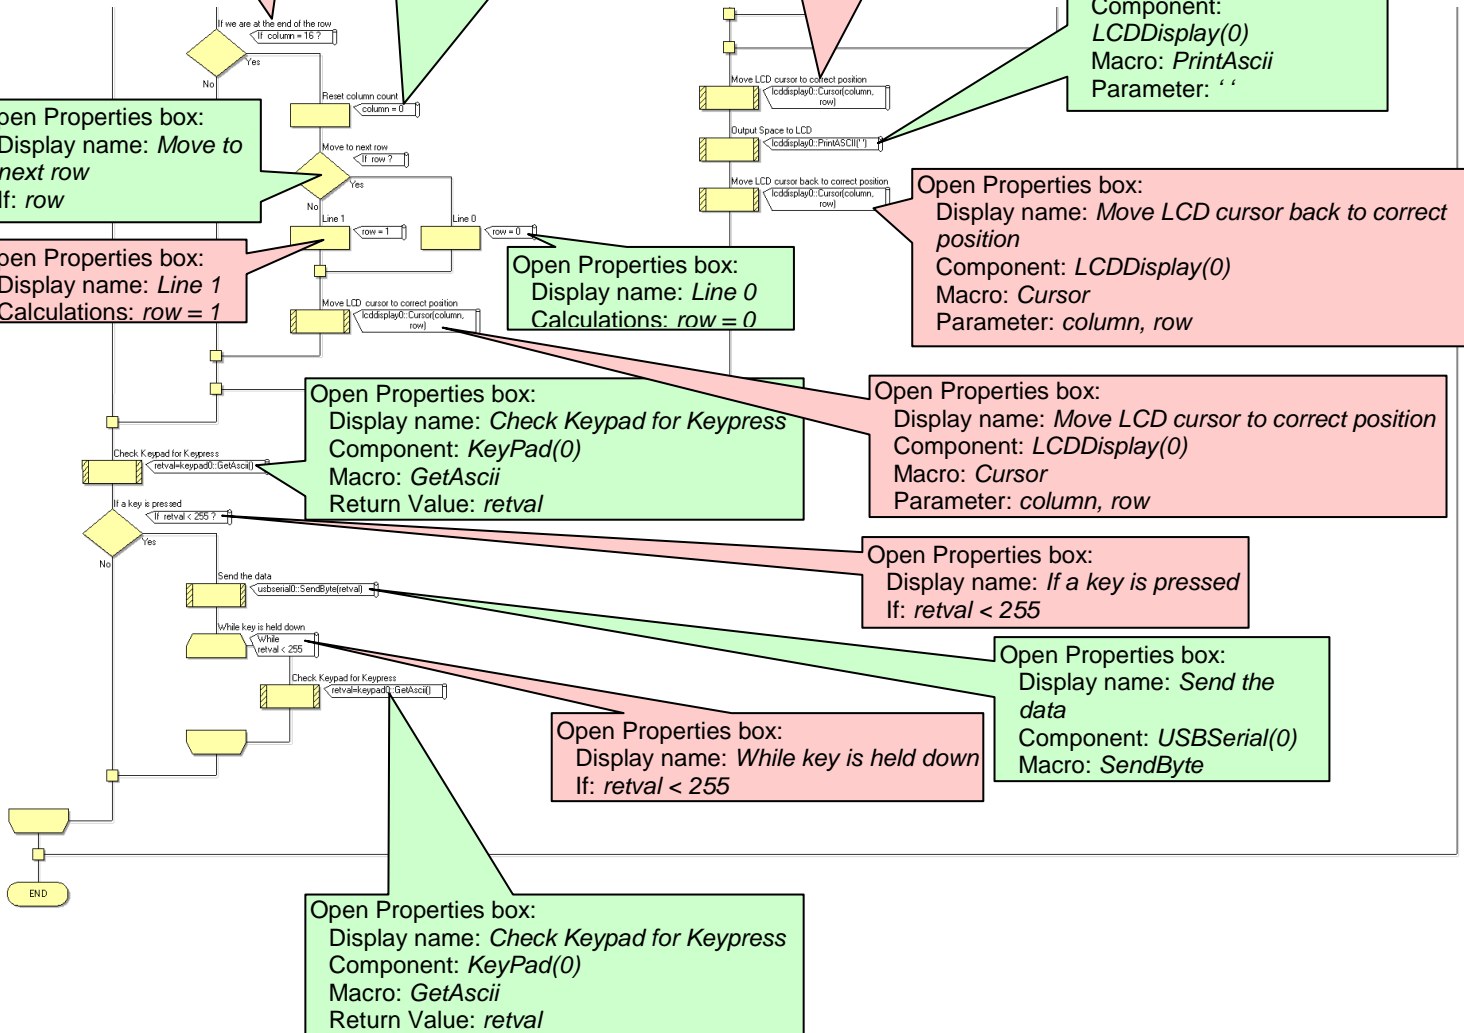 If we are at the end of the row
If column = 16 ?
Yes
No
Reset column count
column = 0
Move to next row
If row ?
Yes
No
Line 1
row = 1
Line 0
row = 0
Move LCD cursor to correct position
lcddisplay0::Cursor(column,
row)
pen Properties box:
Display name: Move to
next row
If: row
pen Properties box:
Display name: Line 1
Calculations: row = 1
Open Properties box:
Display name: Line 0
Calculations: row = 0
Component:
LCDDisplay(0)
Macro: PrintAscii
Parameter: ‘ ‘
Move LCD cursor to correct position
lcddisplay0::Cursor(column,
row)
Output Space to LCD
lcddisplay0::PrintASCII(' ')
Move LCD cursor back to correct position
lcddisplay0::Cursor(column,
row)
Open Properties box:
Display name: Move LCD cursor back to correct
position
Component: LCDDisplay(0)
Macro: Cursor
Parameter: column, row
Open Properties box:
Display name: Check Keypad for Keypress
Component: KeyPad(0)
Macro: GetAscii
Return Value: retval
Open Properties box:
Display name: Move LCD cursor to correct position
Component: LCDDisplay(0)
Macro: Cursor
Parameter: column, row
Check Keypad for Keypress
retval=keypad0::GetAscii()
If a key is pressed
If retval < 255 ?
Yes
No
Open Properties box:
Display name: If a key is pressed
If: retval < 255
Send the data
usbserial0::SendByte(retval)
While key is held down
While
retval < 255
Check Keypad for Keypress
retval=keypad0::GetAscii()
Open Properties box:
Display name: Send the
data
Component: USBSerial(0)
Macro: SendByte
Open Properties box:
Display name: While key is held down
If: retval < 255
END
Open Properties box:
Display name: Check Keypad for Keypress
Component: KeyPad(0)
Macro: GetAscii
Return Value: retval